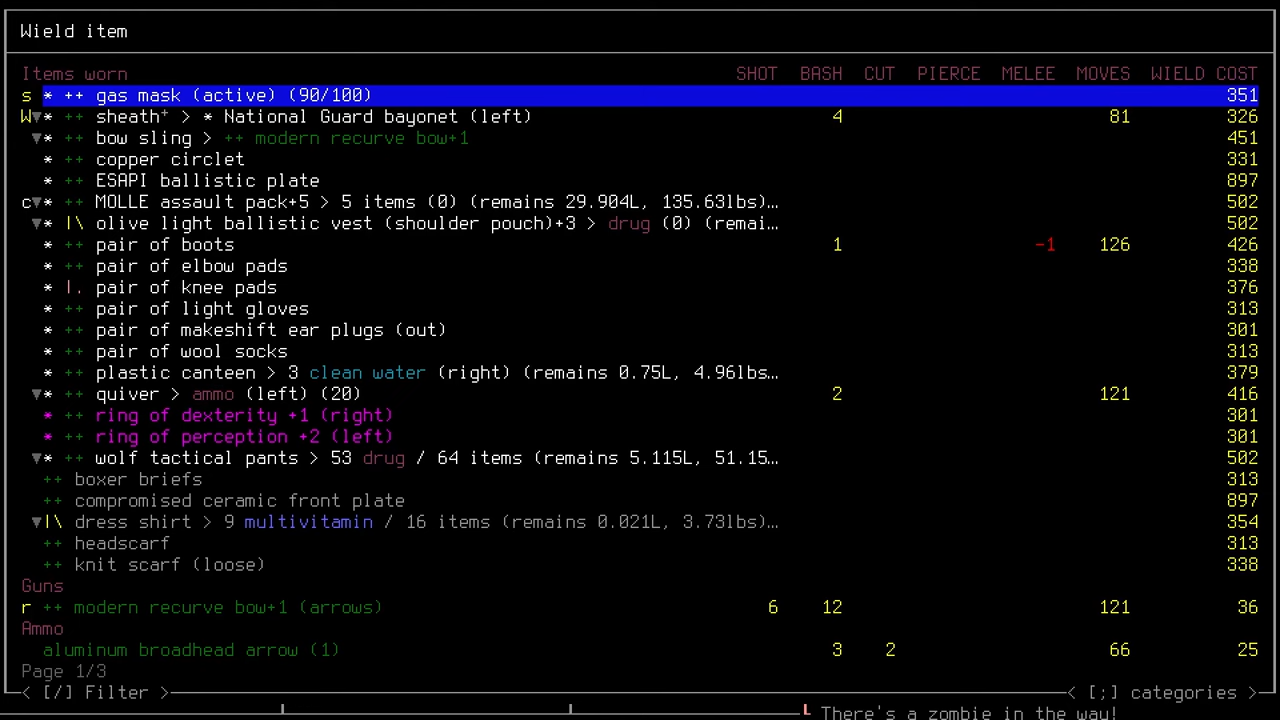 Wield item
Items worn SHOT BASH CUT PIERCE MELEE MOVES WIELD COST
s * ++ gas mask (active) (90/100) 351
W▼* ++ sheath⁺ > * National Guard bayonet (left) 4 81 326
▼* ++ bow sling > ++ modern recurve bow+1 451
* ++ copper circlet 331
* ++ ESAPI ballistic plate 897
c▼* ++ MOLLE assault pack+5 > 5 items (0) (remains 29.904L, 135.63lbs)… 502
▼* |\ olive light ballistic vest (shoulder pouch)+3 > drug (0) (remai… 502
* ++ pair of boots 1 -1 126 426
* ++ pair of elbow pads 338
* |. pair of knee pads 376
* ++ pair of light gloves 313
* ++ pair of makeshift ear plugs (out) 301
* ++ pair of wool socks 313
* ++ plastic canteen > 3 clean water (right) (remains 0.75L, 4.96lbs… 379
▼* ++ quiver > ammo (left) (20) 2 121 416
* ++ ring of dexterity +1 (right) 301
* ++ ring of perception +2 (left) 301
▼* ++ wolf tactical pants > 53 drug / 64 items (remains 5.115L, 51.15… 502
++ boxer briefs 313
++ compromised ceramic front plate 897
▼|\ dress shirt > 9 multivitamin / 16 items (remains 0.021L, 3.73lbs)… 354
++ headscarf 313
++ knit scarf (loose) 338
Guns
r ++ modern recurve bow+1 (arrows) 6 12 121 36
Ammo
aluminum broadhead arrow (1) 3 2 66 25
Page 1/3
< [/] Filter > < [;] categories >
There's a zombie in the way!